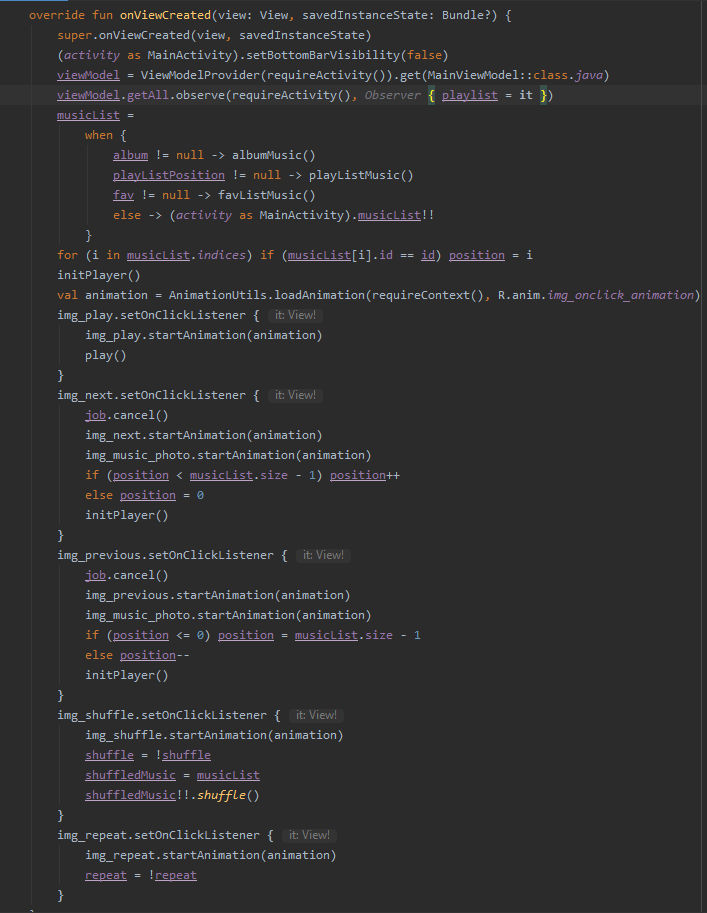 override fun onViewCreated(view: View, savedInstanceState: Bundle?) {
super.onViewCreated(view, savedInstanceState)
(activity as MainActivity).setBottomBarVisibility(false)
viewModel = ViewModelProvider(requireActivity()).get(MainViewModel::class.java)
viewModel.getAll.observe(requireActivity(), Observer { playlist = it })
musicList =
when {
album != null -> albumMusic()
playListPosition != null -> playListMusic()
fav != null -> favListMusic()
else -> (activity as MainActivity).musicList!!
}
for (i in musicList.indices) if (musicList[i].id == id) position = i
initPlayer()
val animation = AnimationUtils.loadAnimation(requireContext(), R.anim.img_onclick_animation)
img_play.setOnClickListener { it: View!
img_play.startAnimation(animation)
play()
}
img_next.setOnClickListener { it: View!
job.cancel()
img_next.startAnimation(animation)
img_music_photo.startAnimation(animation)
if (position < musicList.size - 1) position++
else position = 0
initPlayer()
}
img_previous.setOnClickListener { it: View!
job.cancel()
img_previous.startAnimation(animation)
img_music_photo.startAnimation(animation)
if (position <= 0) position = musicList.size - 1
else position--
initPlayer()
}
img_shuffle.setOnClickListener { it: View!
img_shuffle.startAnimation(animation)
shuffle = !shuffle
shuffledMusic = musicList
shuffledMusic!!.shuffle()
}
img_repeat.setOnClickListener { it: View!
img_repeat.startAnimation(animation)
repeat = !repeat
}